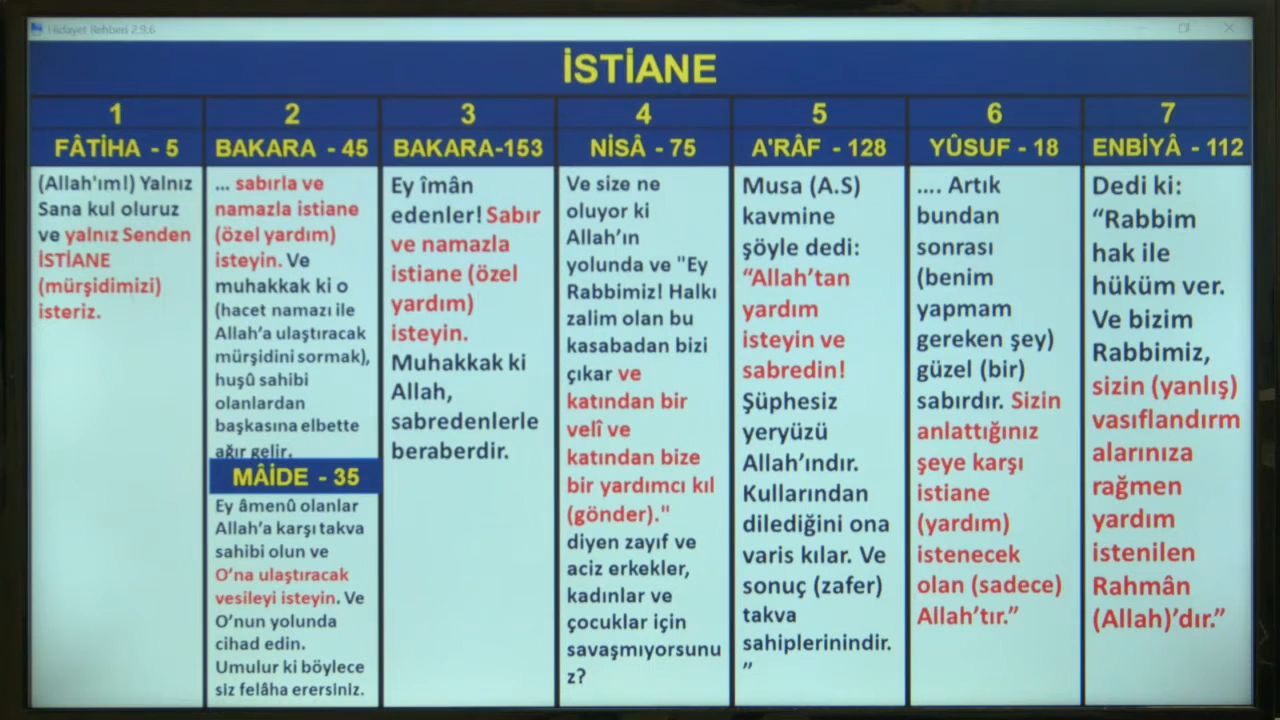 Hidayet Rehberi 2.9.6
İSTİANE
1
FÂTİHA - 5
(Allah'ım!) Yalnız
Sana kul oluruz
ve yalnız Senden
İSTİANE
(mürşidimizi)
isteriz.
2
BAKARA - 45
... sabırla ve
namazla istiane
(özel yardım)
isteyin. Ve
muhakkak ki o
(hacet namazı ile
Allah'a ulaştıracak
mürşidini sormak),
huşû sahibi
olanlardan
başkasına elbette
ağır gelir.
MÂİDE - 35
Ey âmenû olanlar
Allah'a karşı takva
sahibi olun ve
O'na ulaştıracak
vesileyi isteyin. Ve
O'nun yolunda
cihad edin.
Umulur ki böylece
siz felâha erersiniz.
3
BAKARA-153
Ey îmân
edenler! Sabır
ve namazla
istiane (özel
yardım)
isteyin.
Muhakkak ki
Allah,
sabredenlerle
beraberdir.
4
NİSÂ - 75
Ve size ne
oluyor ki
Allah'ın
yolunda ve "Ey
Rabbimiz! Halkı
zalim olan bu
kasabadan bizi
çıkar ve
katından bir
velî ve
katından bize
bir yardımcı kıl
(gönder)."
diyen zayıf ve
aciz erkekler,
kadınlar ve
çocuklar için
savaşmıyorsunu
z?
5
A'RÂF - 128
Musa (A.S)
kavmine
şöyle dedi:
“Allah’tan
yardım
isteyin ve
sabredin!
Şüphesiz
yeryüzü
Allah’ındır.
Kullarından
dilediğini ona
varis kılar. Ve
sonuç (zafer)
takva
sahiplerinindir.
”
6
YÛSUF - 18
.... Artık
bundan
sonrası
(benim
yapmam
gereken şey)
güzel (bir)
sabırdır. Sizin
anlattığınız
şeye karşı
istiane
(yardım)
istenecek
olan (sadece)
Allah’tır.”
7
ENBİYÂ - 112
Dedi ki:
“Rabbim
hak ile
hüküm ver.
Ve bizim
Rabbimiz,
sizin (yanlış)
vasıflandırm
alarınıza
rağmen
yardım
istenilen
Rahmân
(Allah)’dır.”